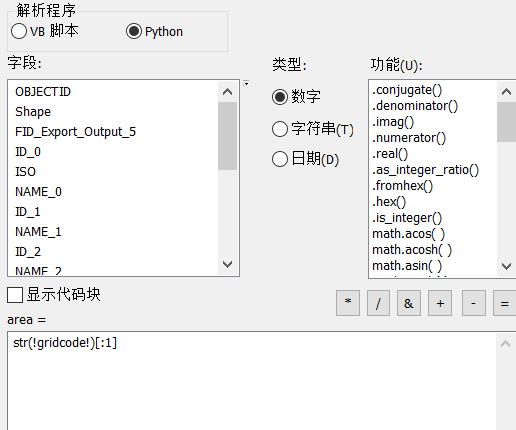 解析程序
VB 脚本
Python
字段:
类型:
功能(U):
OBJECTID
Shape
FID_Export_Output_5
ID_0
ISO
NAME_0
ID_1
NAME_1
ID_2
NAME_2
数字
字符串(T)
日期(D)
.conjugate()
.denominator()
.imag()
.numerator()
.real()
.as_integer_ratio()
.fromhex()
.hex()
.is_integer()
math.acos( )
math.acosh( )
math.asin( )
显示代码块
* / & + - =
area =
str(!gridcode!)[:1]